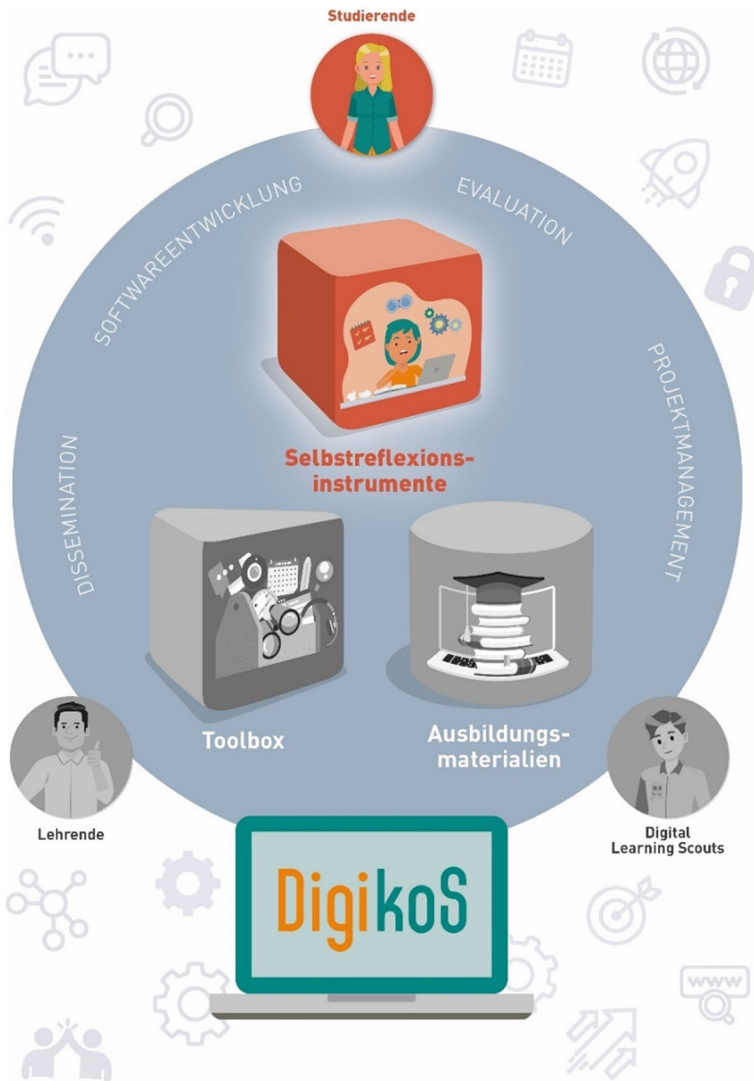 Studierende
SOFTWAREENTWICKLUNG
EVALUATION
PROJEKTMANAGEMENT
DISSEMINATION
Selbstreflexions-
instrumente
Toolbox
Ausbildungs-
materialien
Lehrende
Digital
Learning Scouts
DigikoS
WWW